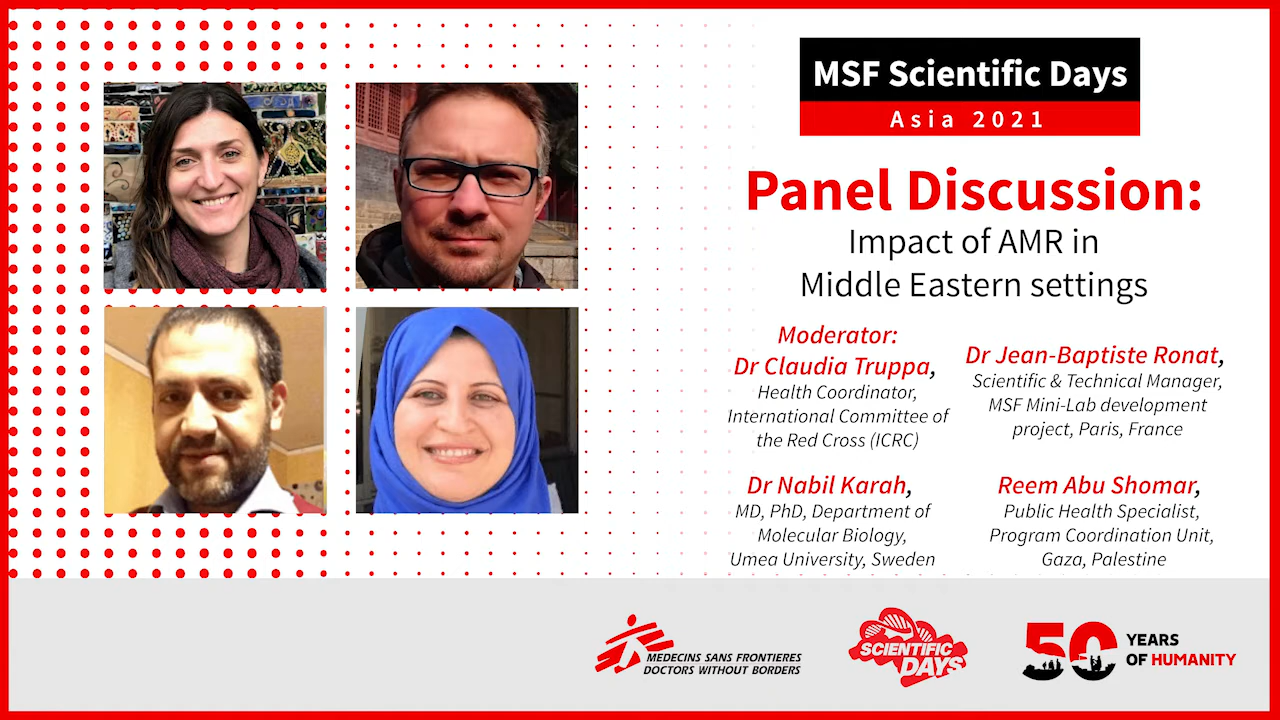 MSF Scientific Days
Asia 2021
Panel Discussion:
Impact of AMR in
Middle Eastern settings
Moderator:
Dr Claudia Truppa,
Health Coordinator,
International Committee of
the Red Cross (ICRC)
Dr Jean-Baptiste Ronat,
Scientific & Technical Manager,
MSF Mini-Lab development
project, Paris, France
Dr Nabil Karah,
MD, PhD, Department of
Molecular Biology,
Umea University, Sweden
Reem Abu Shomar,
Public Health Specialist,
Program Coordination Unit,
Gaza, Palestine
MEDECINS SANS FRONTIERES
DOCTORS WITHOUT BORDERS
SCIENTIFIC
DAYS
50 YEARS
OF HUMANITY